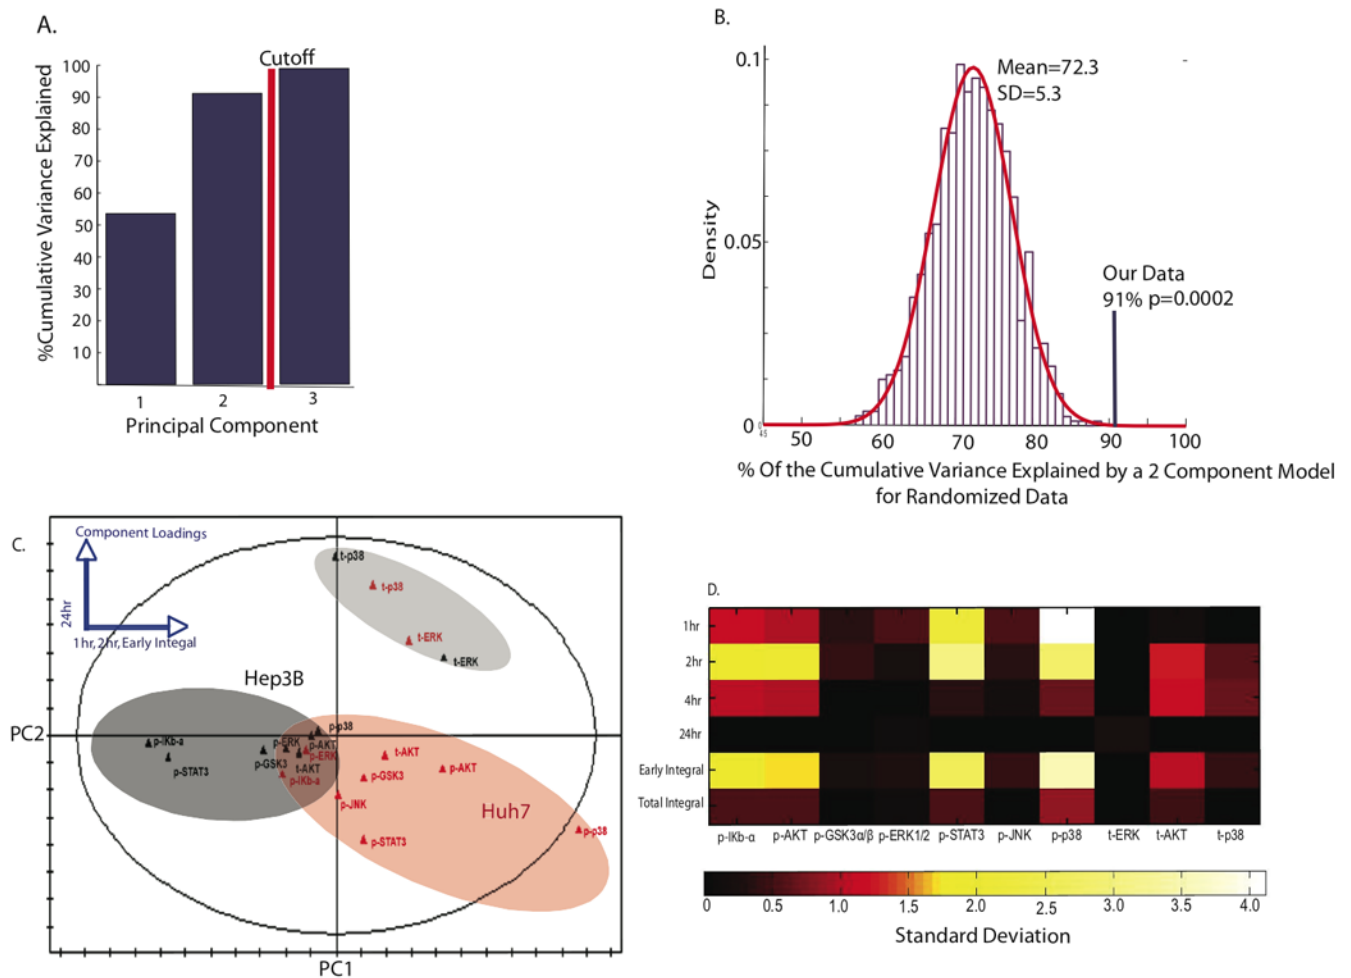 A.
Cutoff
100
90
80
70
60
50
40
30
20
10
%Cumulative Variance Explained
1
2
3
Principal Component
B.
0.1
0.05
0
Density
Mean=72.3
SD=5.3
Our Data
91% p=0.0002
50
60
70
80
90
100
% Of the Cumulative Variance Explained by a 2 Component Model
for Randomized Data
C.
Component Loadings
24hr
1hr, 2hr, Early Integal
t-p38
t-p38
t-ERK
t-ERK
Hep3B
PC2
p-p38
p-IKb-a
p-ERK
p-AKT
p-ERK
p-STAT3
p-GSK3
t-AKT
p-IKb-a
t-AKT
p-GSK3
p-AKT
p-JNK
Huh7
p-STAT3
p-p38
PC1
D.
1hr
2hr
4hr
24hr
Early Integral
Total Integral
p-IKb-α
p-AKT
p-GSK3α/β
p-ERK1/2
p-STAT3
p-JNK
p-p38
t-ERK
t-AKT
t-p38
0
0.5
1.0
1.5
2.0
2.5
3.0
3.5
4.0
Standard Deviation